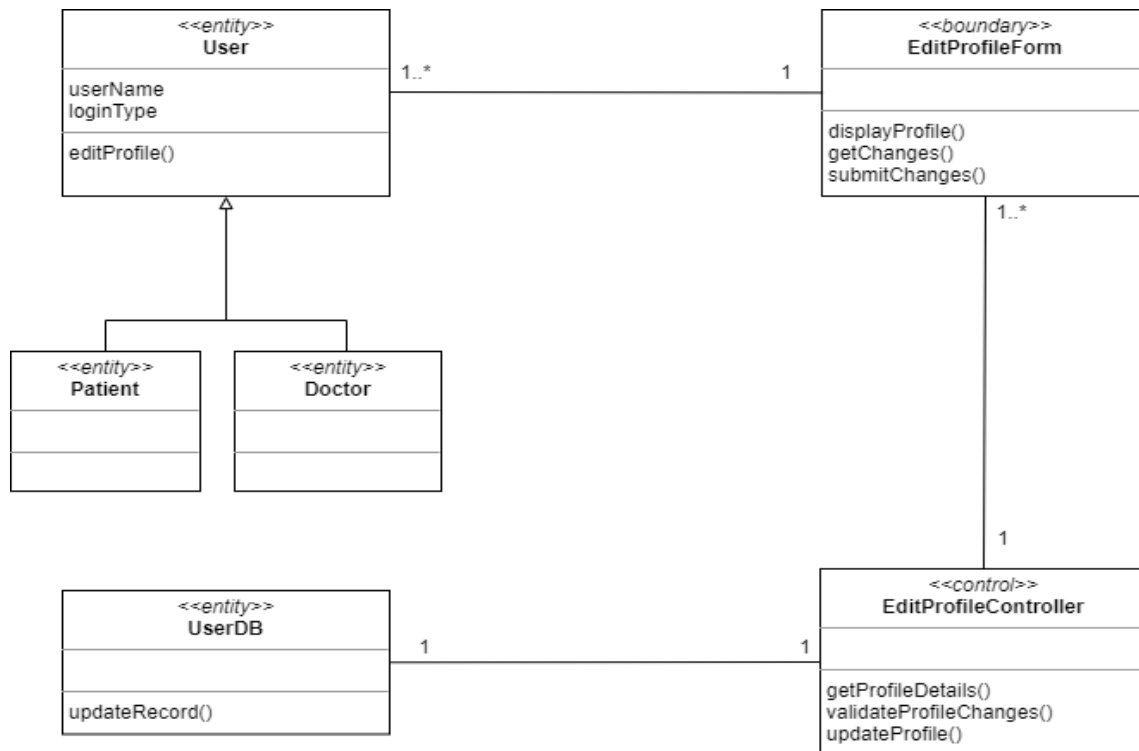 <<entity>>
User
userName
loginType
editProfile()
1..*
1
<<boundary>>
EditProfileForm
displayProfile()
getChanges()
submitChanges()
1..*
<<entity>>
Patient
<<entity>>
Doctor
1
<<entity>>
UserDB
updateRecord()
1
1
<<control>>
EditProfileController
getProfileDetails()
validateProfileChanges()
updateProfile()